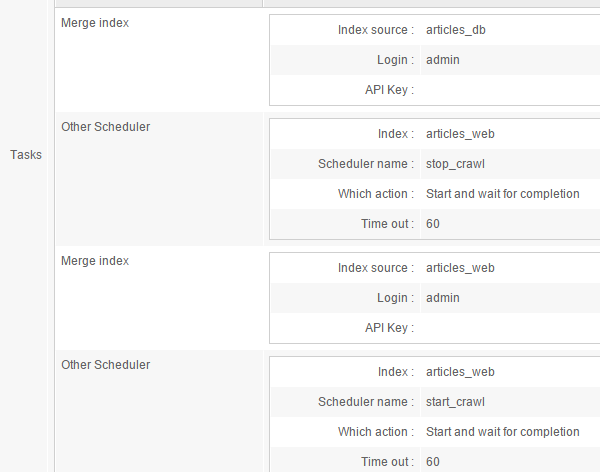 Merge index
Index source : articles_db
Login : admin
API Key :
Other Scheduler
Index : articles_web
Tasks
Scheduler name : stop_crawl
Which action : Start and wait for completion
Time out : 60
Merge index
Index source : articles_web
Login : admin
API Key :
Other Scheduler
Index : articles_web
Scheduler name : start_crawl
Which action : Start and wait for completion
Time out : 60